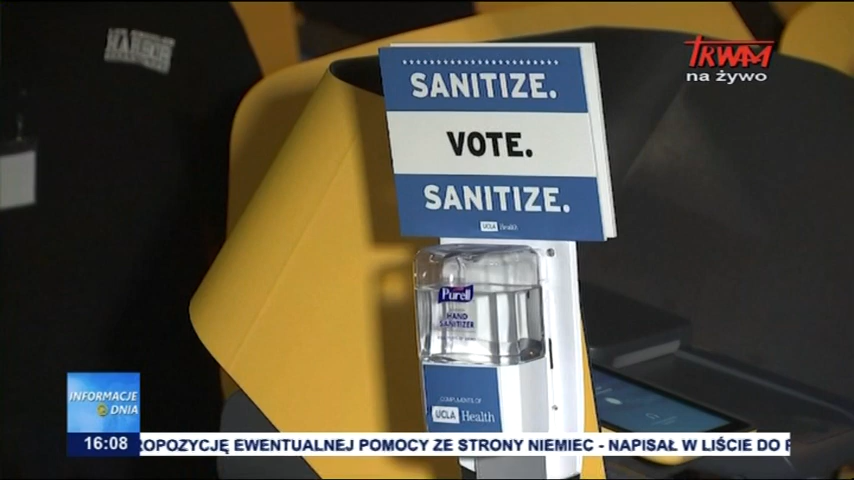 SANITIZE.
VOTE.
SANITIZE.
UCLA Health
TRWAM
na żywo
Purell
HAND
SANITIZER
COMPLIMENTS OF
UCLA Health
INFORMACJE
DNIA
16:08
ROPOZYCJĘ EWENTUALNEJ POMOCY ZE STRONY NIEMIEC - NAPISAŁ W LIŚCIE DO